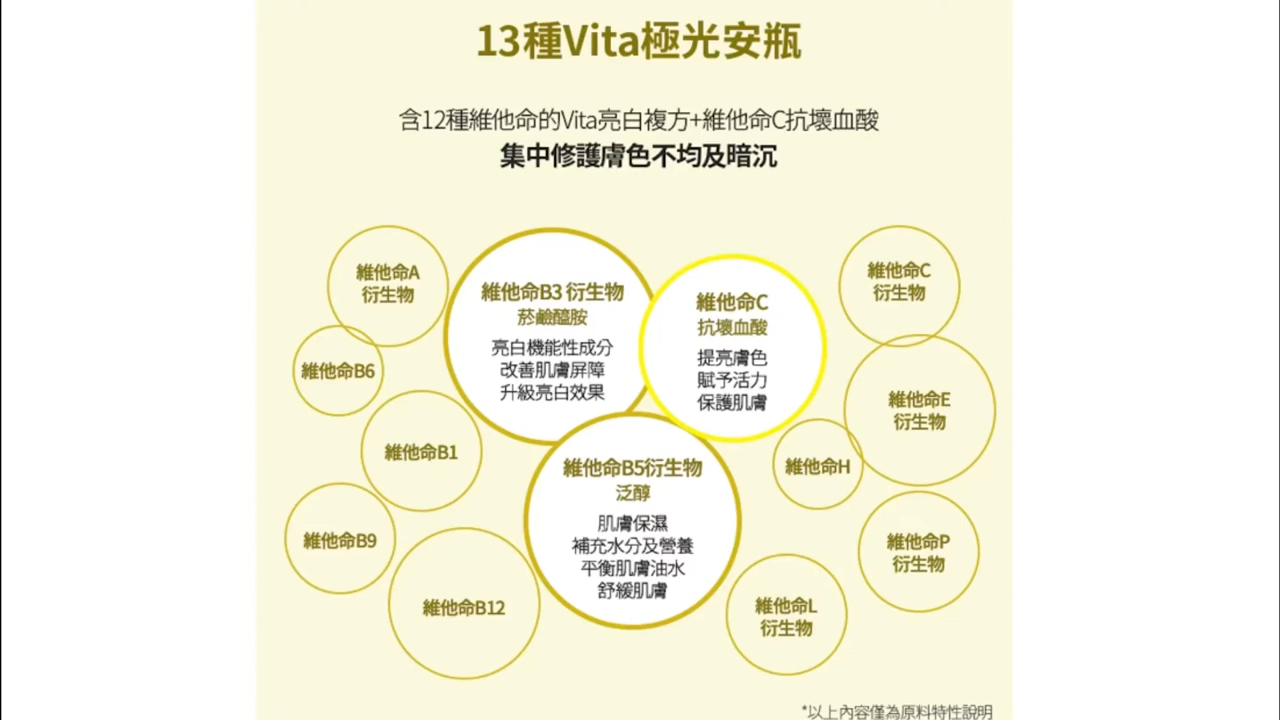 13種Vita極光安瓶
含12種維他命的Vita亮白複方+維他命C抗壞血酸
集中修護膚色不均及暗沉
維他命A
衍生物
維他命B3 衍生物
菸鹼醯胺
亮白機能性成分
改善肌膚屏障
升級亮白效果
維他命C
抗壞血酸
提亮膚色
賦予活力
保護肌膚
維他命C
衍生物
維他命B6
維他命E
衍生物
維他命B1
維他命H
維他命B5衍生物
泛醇
肌膚保濕
補充水分及營養
平衡肌膚油水
舒緩肌膚
維他命B9
維他命P
衍生物
維他命B12
維他命L
衍生物
*以上內容僅為原料特性說明